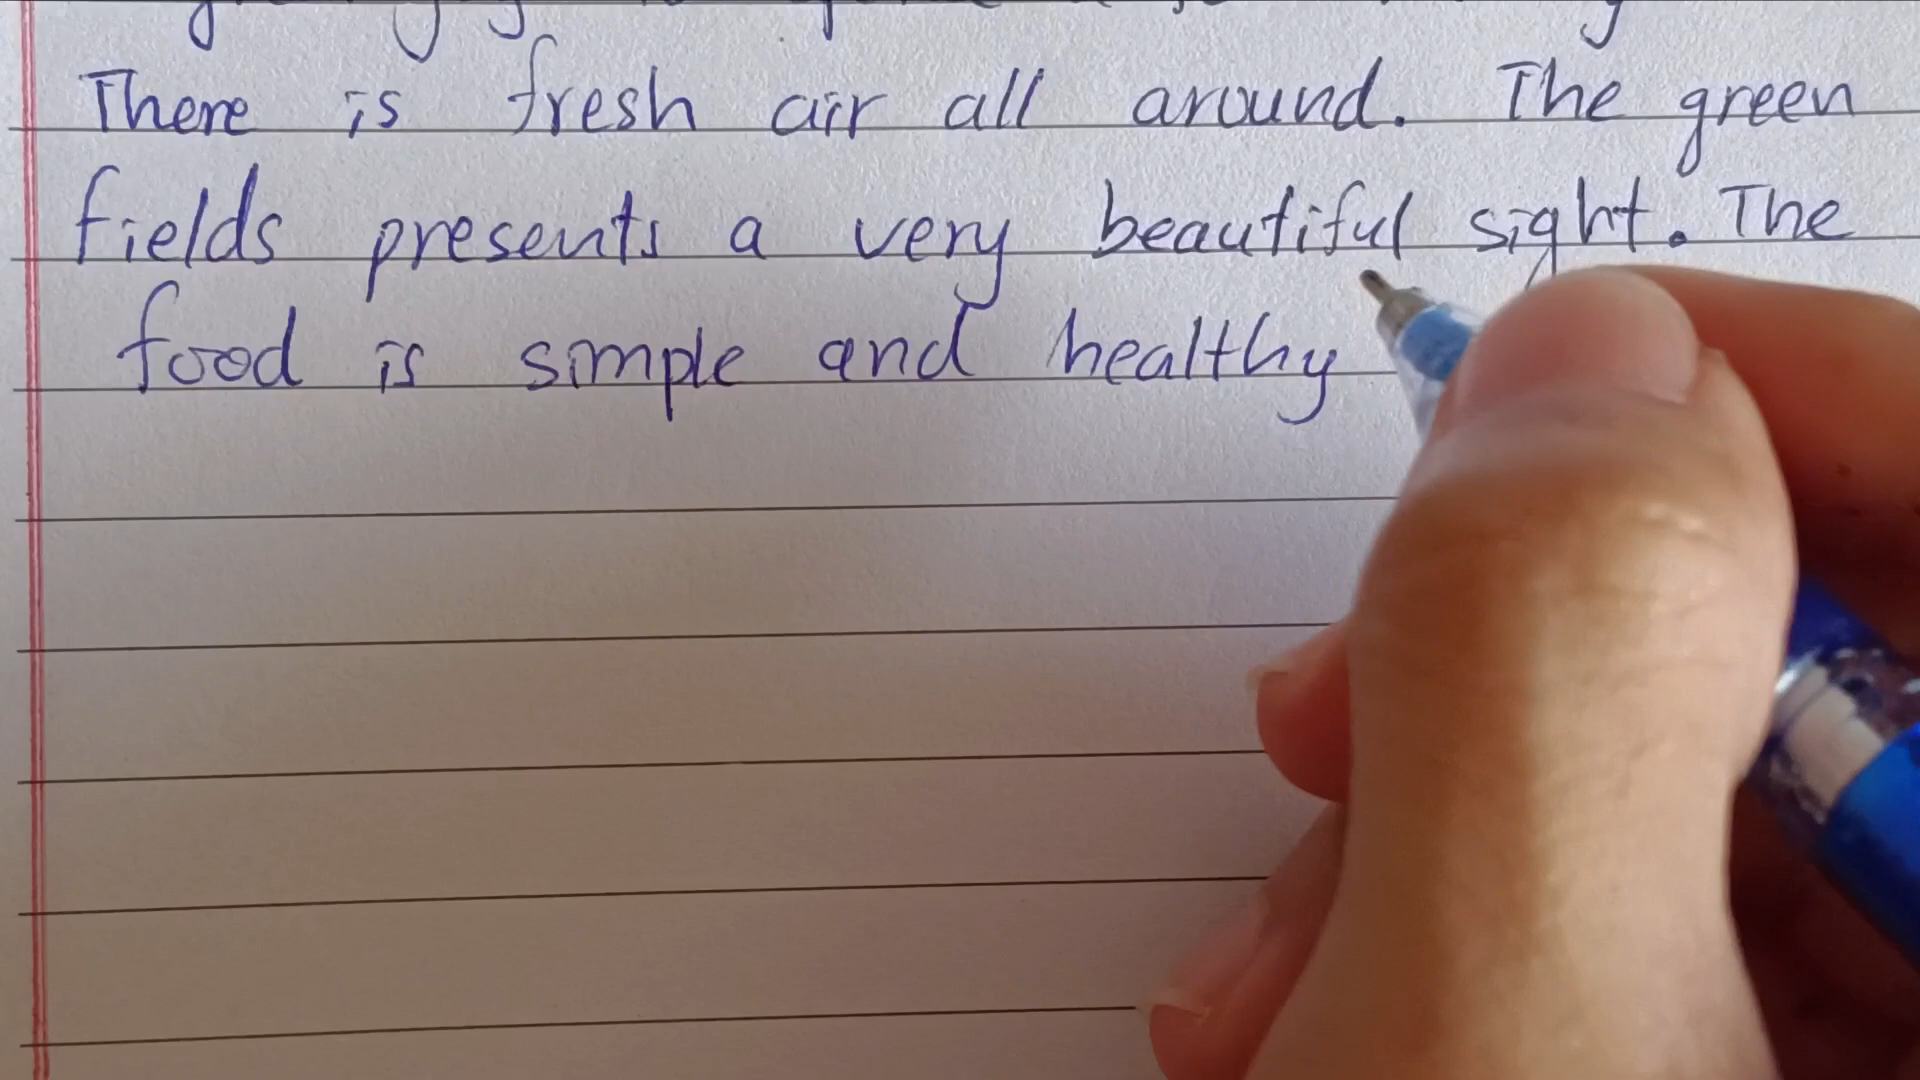 There is fresh air all around. The green
fields presents a very beautiful sight. The
food is simple and healthy